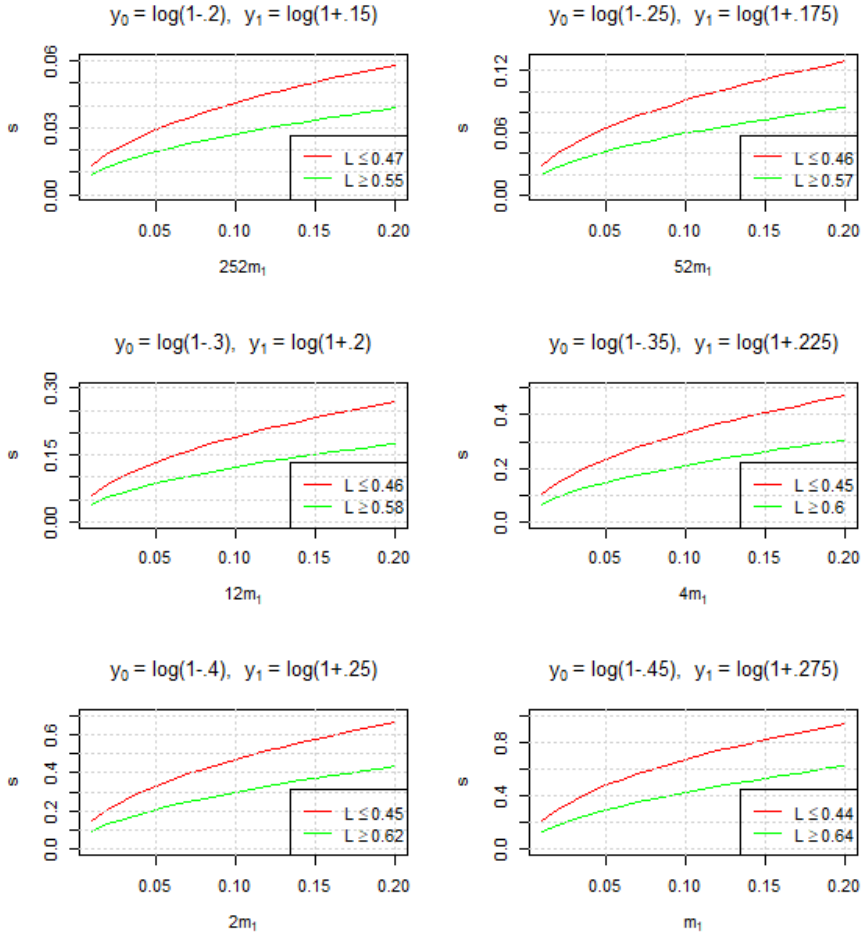 y₀ = log(1-.2), y₁ = log(1+.15)
s
0.00 0.03 0.06
L ≤ 0.47
L ≥ 0.55
0.05 0.10 0.15 0.20
252m₁
y₀ = log(1-.25), y₁ = log(1+.175)
s
0.00 0.06 0.12
L ≤ 0.46
L ≥ 0.57
0.05 0.10 0.15 0.20
52m₁
y₀ = log(1-.3), y₁ = log(1+.2)
s
0.00 0.15 0.30
L ≤ 0.46
L ≥ 0.58
0.05 0.10 0.15 0.20
12m₁
y₀ = log(1-.35), y₁ = log(1+.225)
s
0.0 0.2 0.4
L ≤ 0.45
L ≥ 0.6
0.05 0.10 0.15 0.20
4m₁
y₀ = log(1-.4), y₁ = log(1+.25)
s
0.0 0.2 0.4 0.6
L ≤ 0.45
L ≥ 0.62
0.05 0.10 0.15 0.20
2m₁
y₀ = log(1-.45), y₁ = log(1+.275)
s
0.0 0.4 0.8
L ≤ 0.44
L ≥ 0.64
0.05 0.10 0.15 0.20
m₁